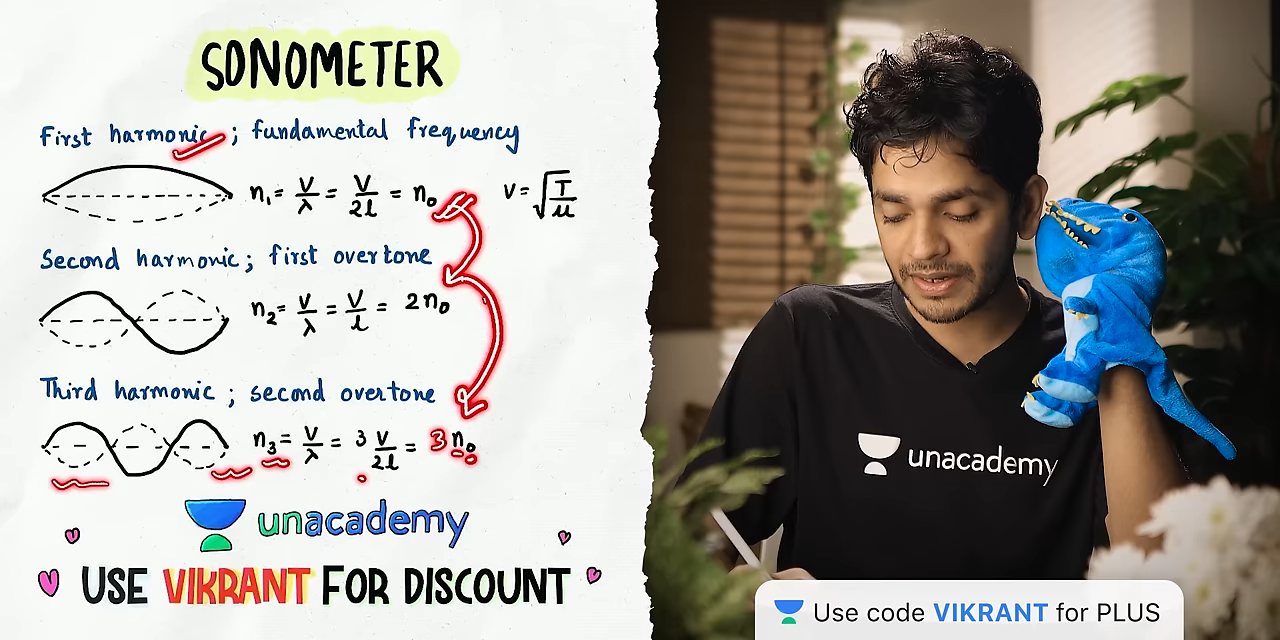 SONOMETER
First harmonic ; fundamental frequency
n₁ = V/λ = V/2l = n₀
V = √T/μ
Second harmonic ; first overtone
n₂ = V/λ = V/l = 2n₀
Third harmonic ; second overtone
n₃ = V/λ = 3 V/2l = 3n₀
unacademy
USE VIKRANT FOR DISCOUNT
unacademy
Use code VIKRANT for PLUS